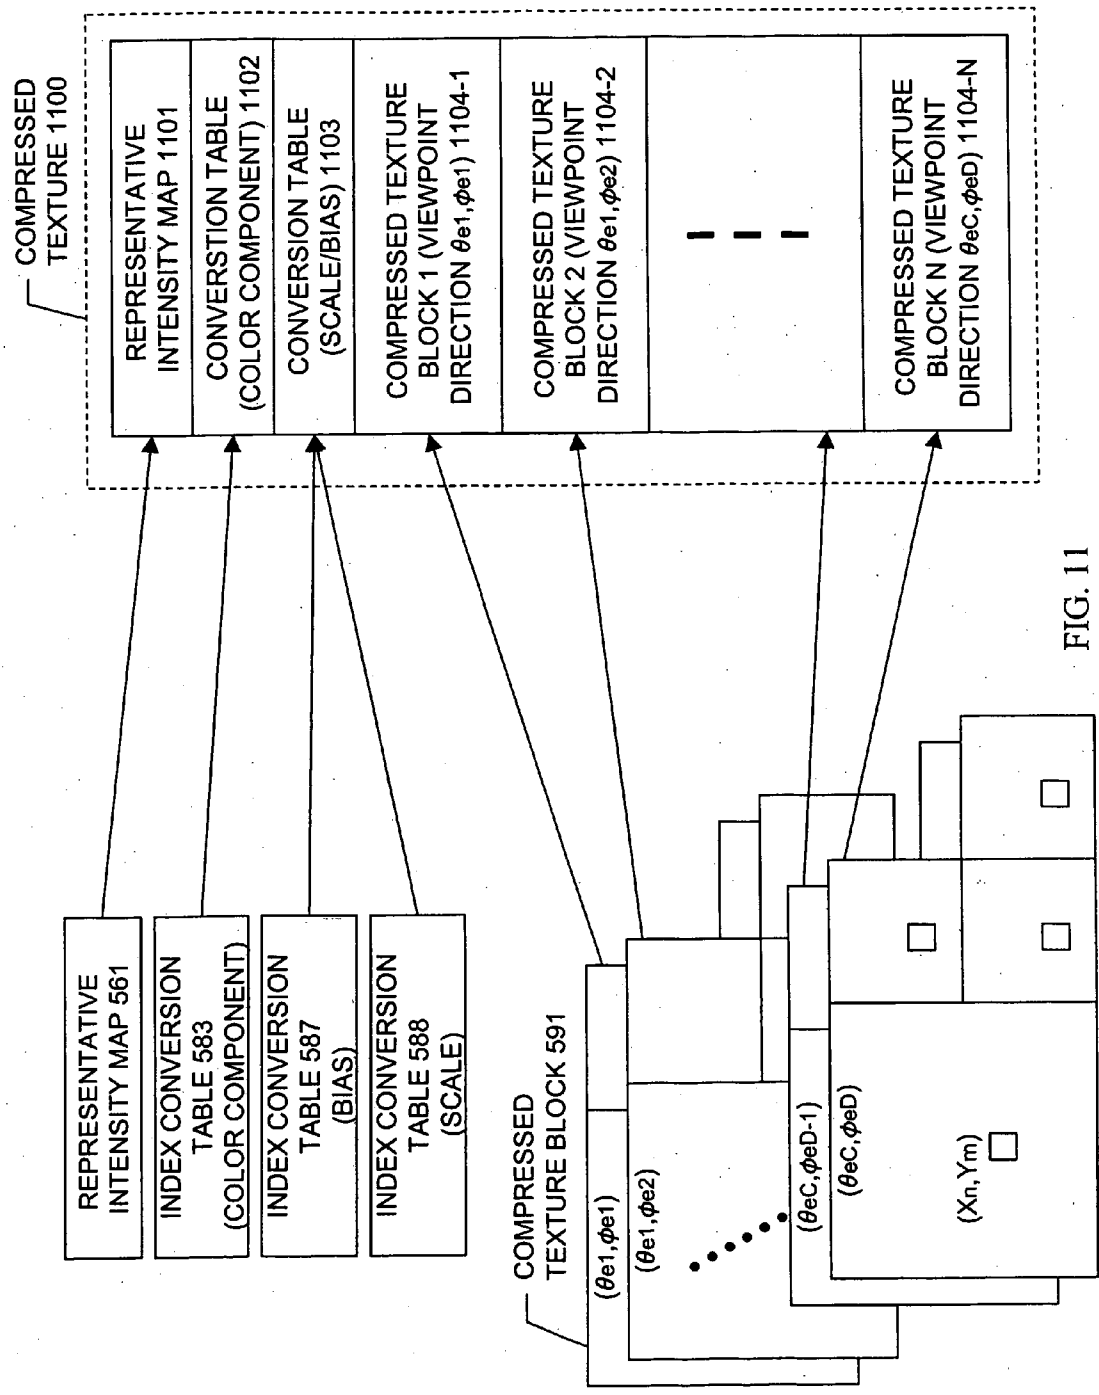 COMPRESSED
TEXTURE 1100
REPRESENTATIVE
INTENSITY MAP 1101
CONVERSTION TABLE
(COLOR COMPONENT) 1102
CONVERSION TABLE
(SCALE/BIAS) 1103
COMPRESSED TEXTURE
BLOCK 1 (VIEWPOINT
DIRECTION θe1,ϕe1) 1104-1
COMPRESSED TEXTURE
BLOCK 2 (VIEWPOINT
DIRECTION θe1,ϕe2) 1104-2
COMPRESSED TEXTURE
BLOCK N (VIEWPOINT
DIRECTION θeC,ϕeD) 1104-N
REPRESENTATIVE
INTENSITY MAP 561
INDEX CONVERSION
TABLE 583
(COLOR COMPONENT)
INDEX CONVERSION
TABLE 587
(BIAS)
INDEX CONVERSION
TABLE 588
(SCALE)
COMPRESSED
TEXTURE BLOCK 591
(θe1,ϕe1)
(θe1,ϕe2)
(θeC,ϕeD-1)
(θeC,ϕeD)
(Xn,Ym)
FIG. 11